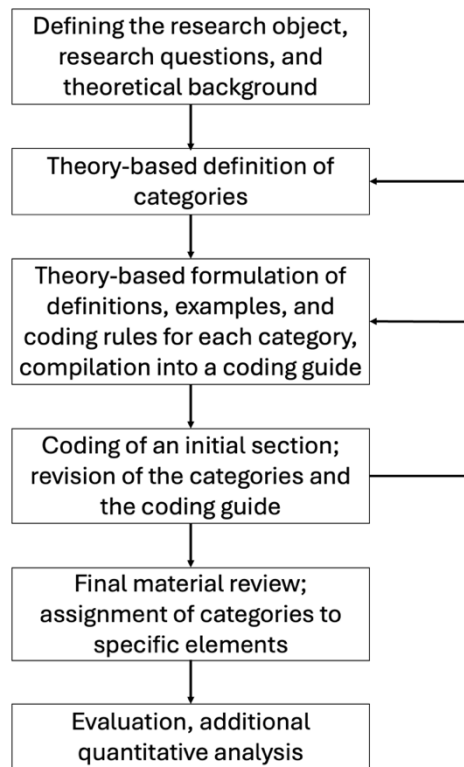 Defining the research object,
research questions, and
theoretical background
Theory-based definition of
categories
Theory-based formulation of
definitions, examples, and
coding rules for each category,
compilation into a coding guide
Coding of an initial section;
revision of the categories and
the coding guide
Final material review;
assignment of categories to
specific elements
Evaluation, additional
quantitative analysis